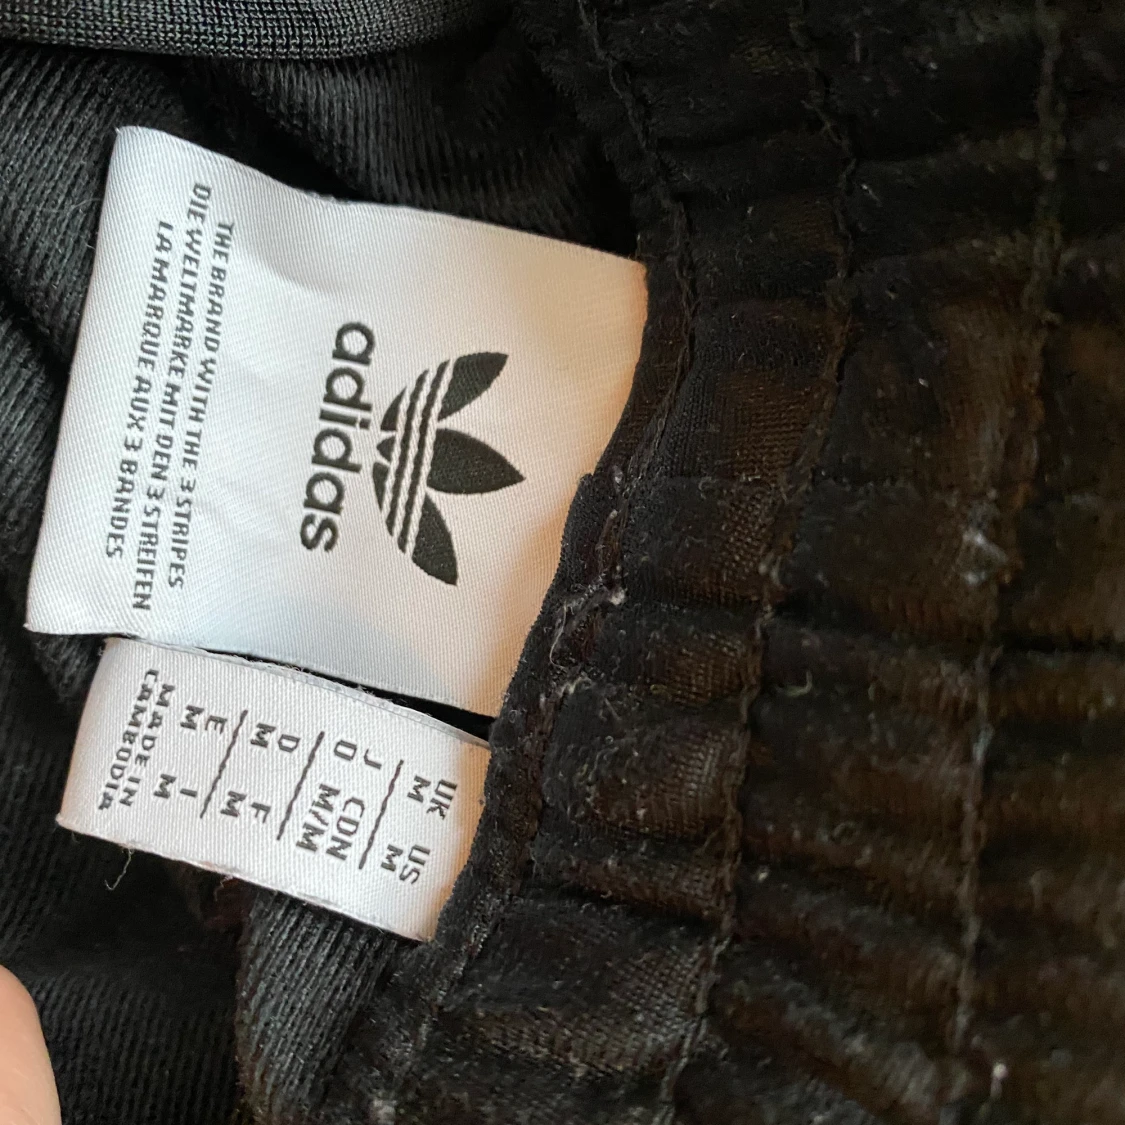 adidas
THE BRAND WITH THE 3 STRIPES
DIE WELTMARKE MIT DEN 3 STREIFEN
LA MARQUE AUX 3 BANDES
UK US
M M
J CDN
O M/M
D F
M M
E I
M M
MADE IN
CAMBODIA